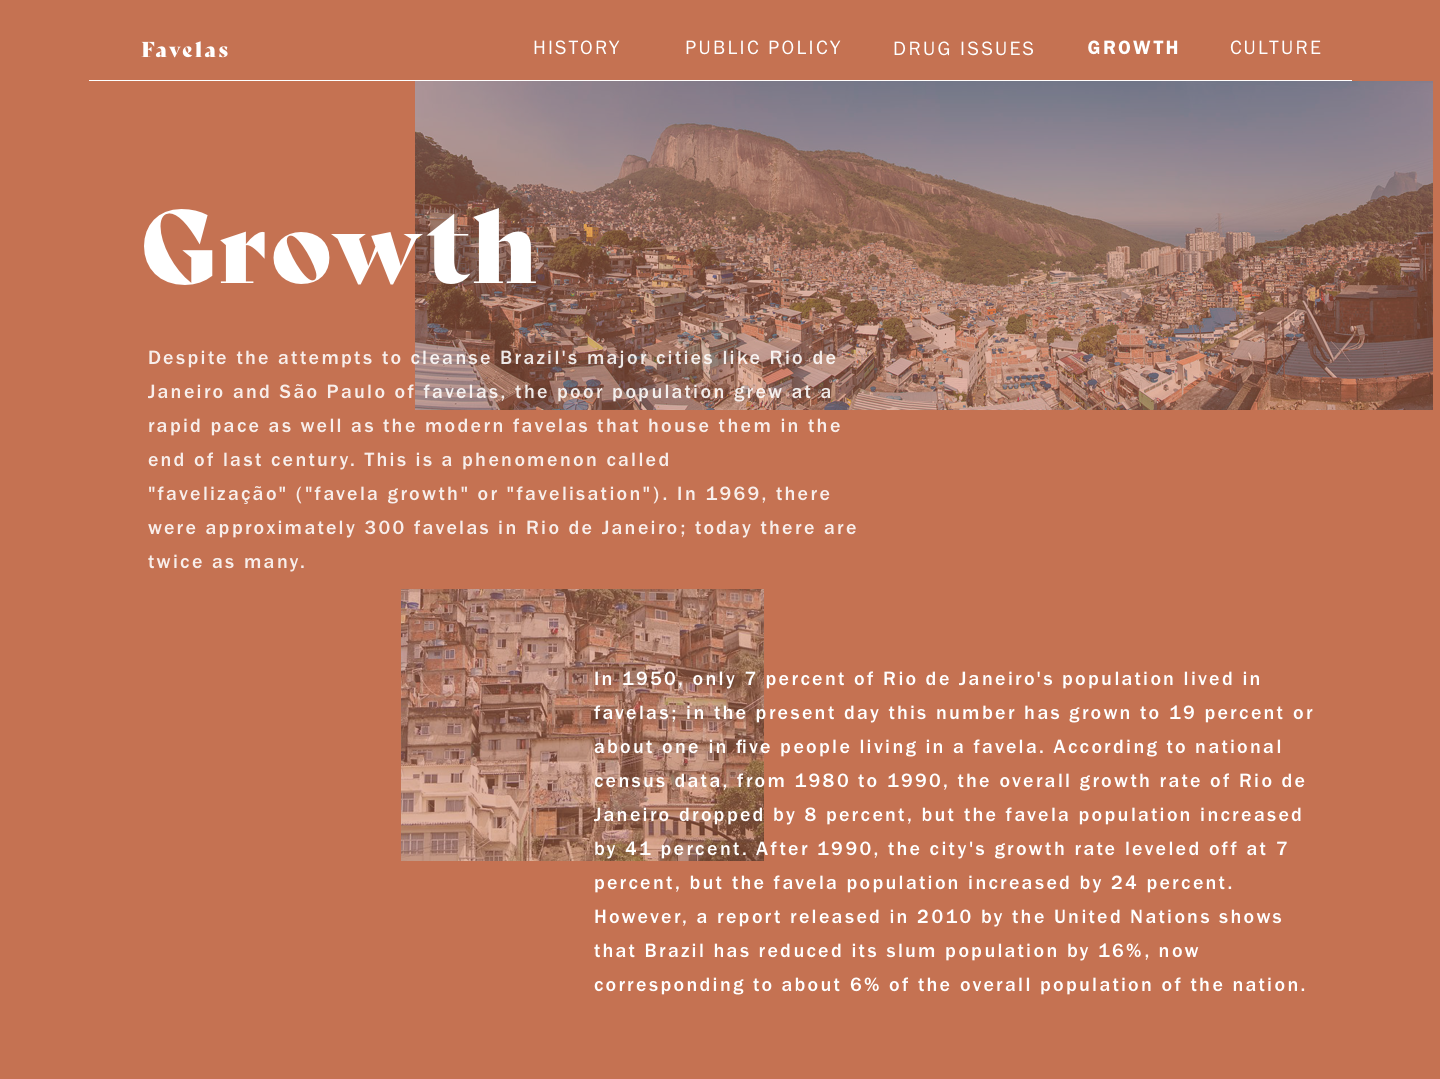 Favelas
HISTORY
PUBLIC POLICY
DRUG ISSUES
GROWTH
CULTURE
Growth
Despite the attempts to cleanse Brazil's major cities like Rio de
Janeiro and São Paulo of favelas, the poor population grew at a
rapid pace as well as the modern favelas that house them in the
end of last century. This is a phenomenon called
"favelização" ("favela growth" or "favelisation"). In 1969, there
were approximately 300 favelas in Rio de Janeiro; today there are
twice as many.
In 1950, only 7 percent of Rio de Janeiro's population lived in
favelas; in the present day this number has grown to 19 percent or
about one in five people living in a favela. According to national
census data, from 1980 to 1990, the overall growth rate of Rio de
Janeiro dropped by 8 percent, but the favela population increased
by 41 percent. After 1990, the city's growth rate leveled off at 7
percent, but the favela population increased by 24 percent.
However, a report released in 2010 by the United Nations shows
that Brazil has reduced its slum population by 16%, now
corresponding to about 6% of the overall population of the nation.